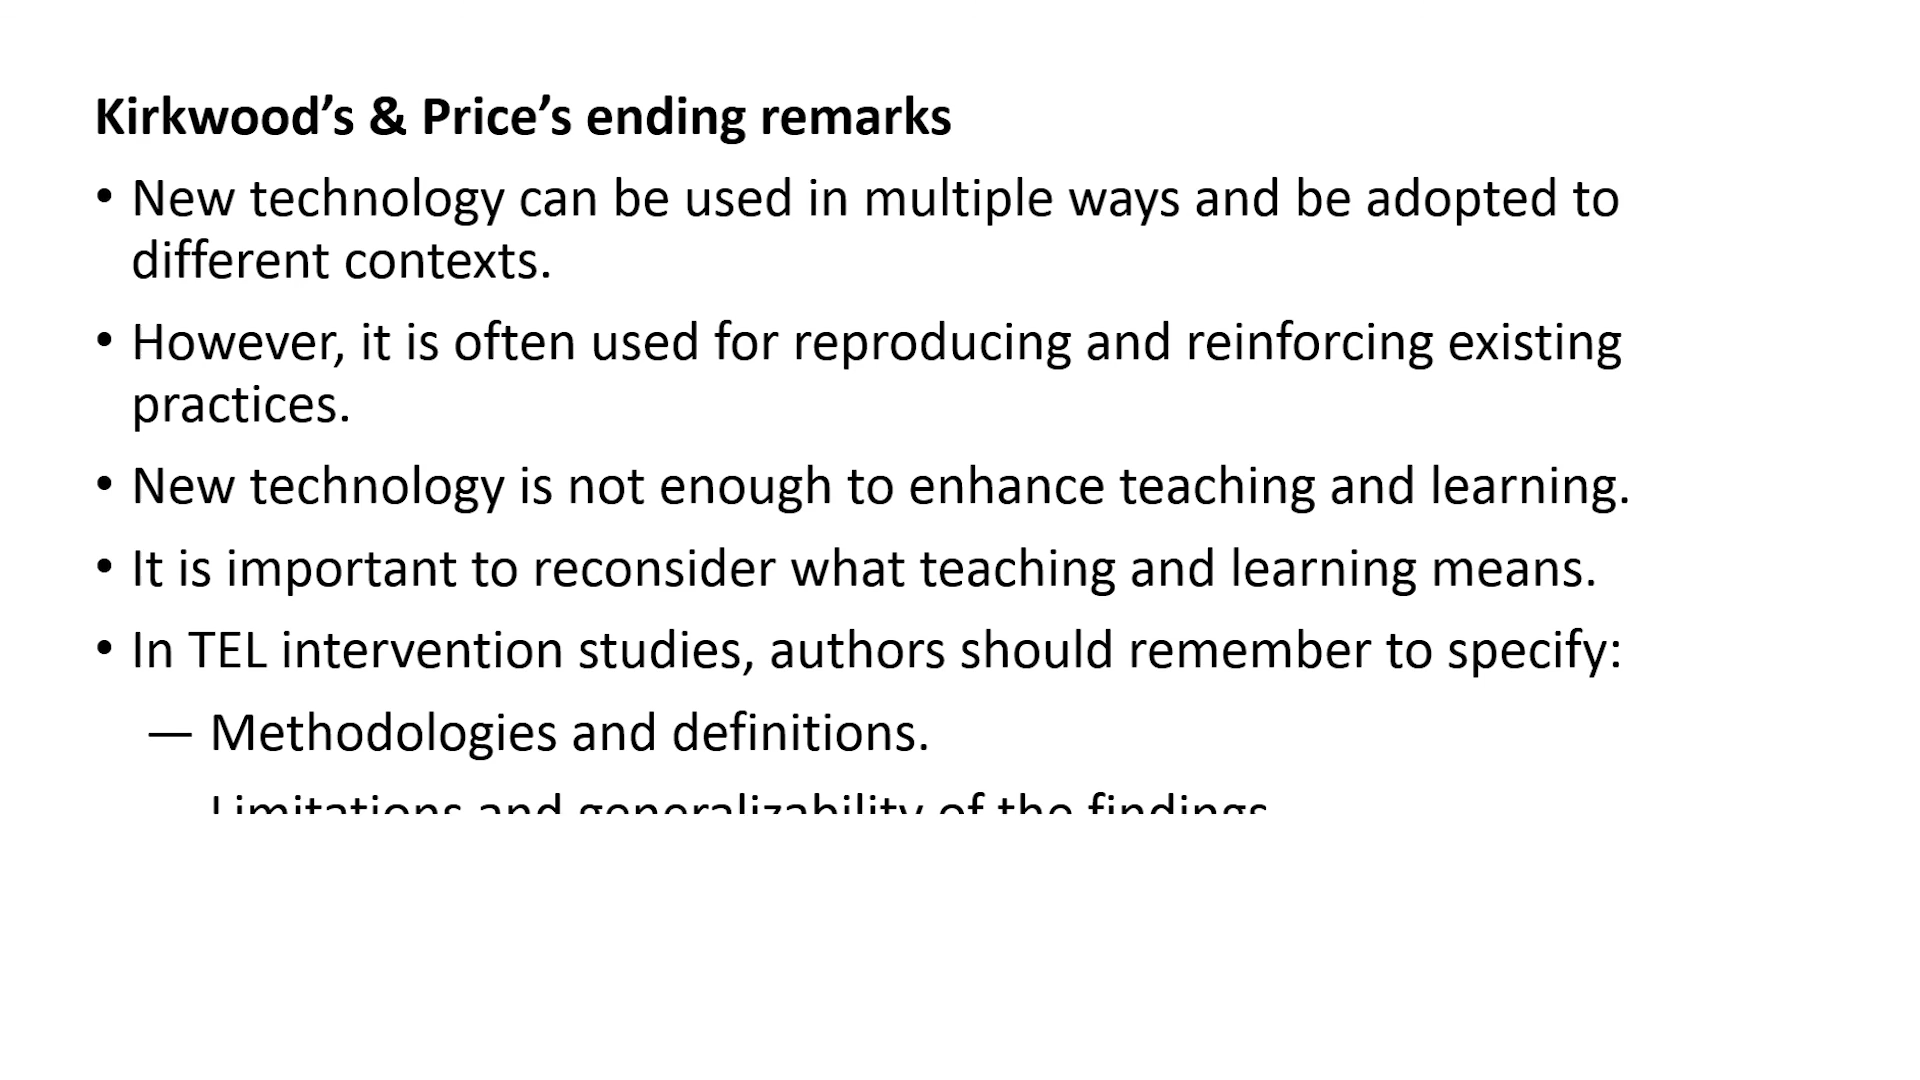 Kirkwood’s & Price’s ending remarks
• New technology can be used in multiple ways and be adopted to
different contexts.
• However, it is often used for reproducing and reinforcing existing
practices.
• New technology is not enough to enhance teaching and learning.
• It is important to reconsider what teaching and learning means.
• In TEL intervention studies, authors should remember to specify:
— Methodologies and definitions.
Limitations and generalizability of the findings